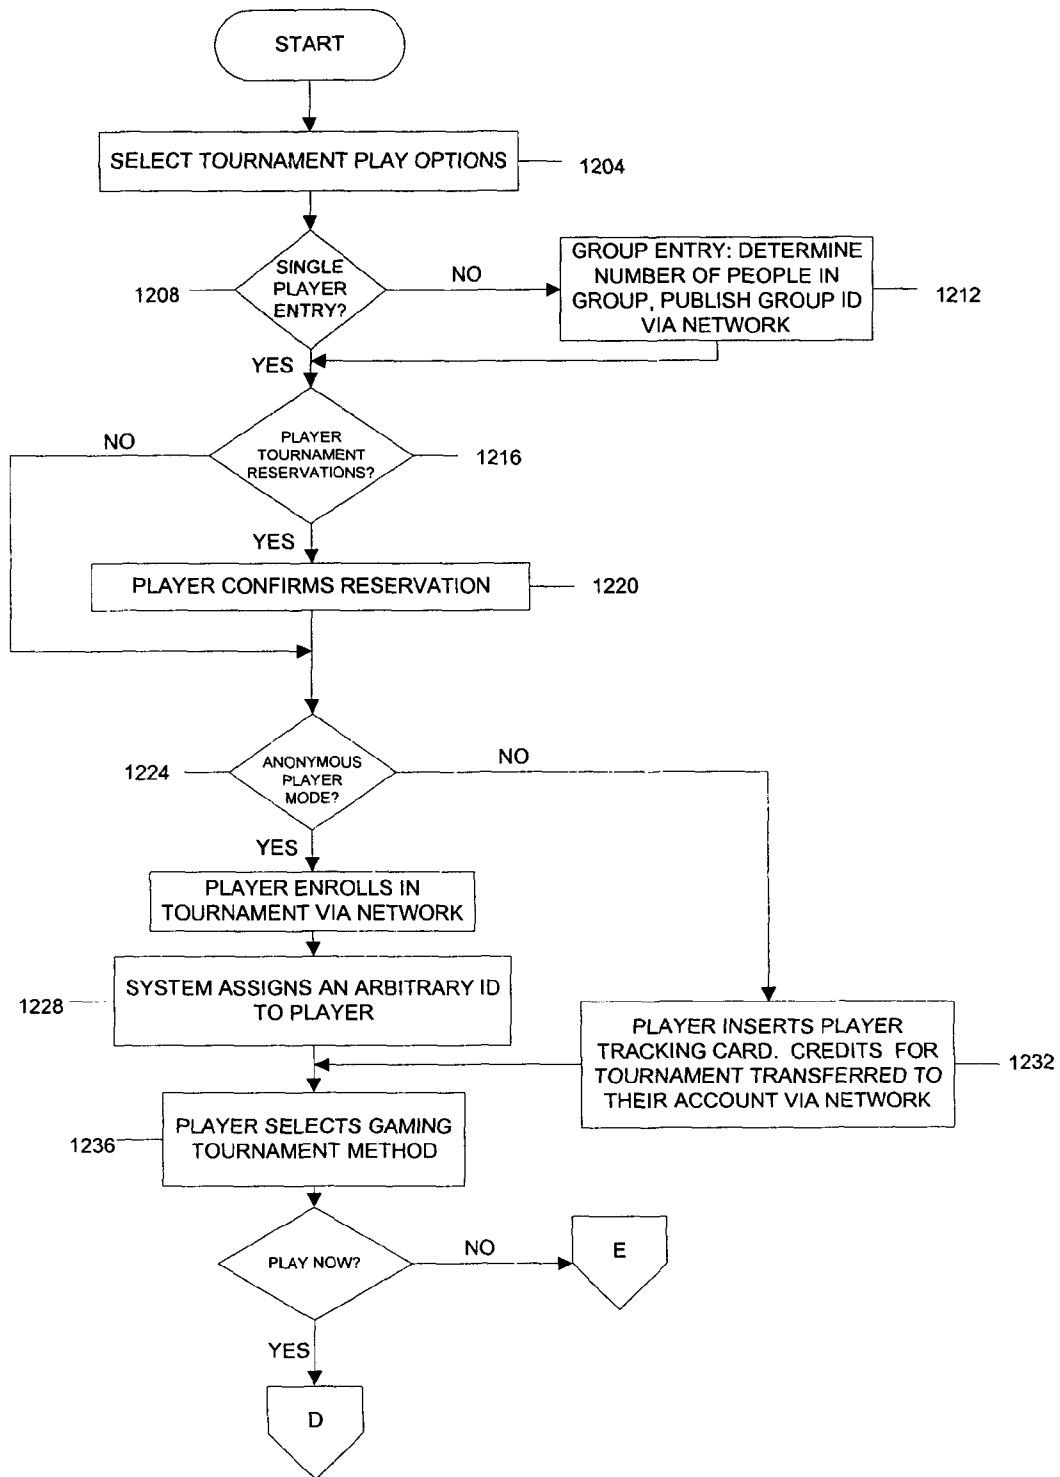 START
SELECT TOURNAMENT PLAY OPTIONS
1204
SINGLE
PLAYER
ENTRY?
1208
NO
GROUP ENTRY: DETERMINE
NUMBER OF PEOPLE IN
GROUP, PUBLISH GROUP ID
VIA NETWORK
1212
YES
NO
PLAYER
TOURNAMENT
RESERVATIONS?
1216
YES
PLAYER CONFIRMS RESERVATION
1220
1224
ANONYMOUS
PLAYER
MODE?
NO
YES
PLAYER ENROLLS IN
TOURNAMENT VIA NETWORK
1228
SYSTEM ASSIGNS AN ARBITRARY ID
TO PLAYER
PLAYER INSERTS PLAYER
TRACKING CARD. CREDITS FOR
TOURNAMENT TRANSFERRED TO
THEIR ACCOUNT VIA NETWORK
1232
1236
PLAYER SELECTS GAMING
TOURNAMENT METHOD
PLAY NOW?
NO
E
YES
D